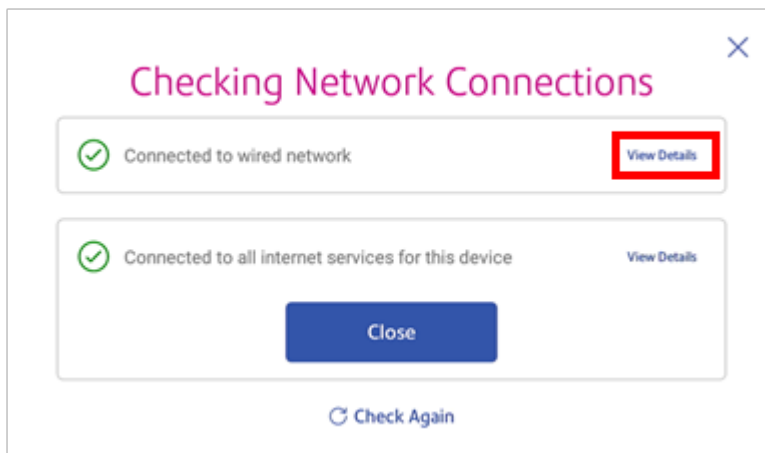 Checking Network Connections
Connected to wired network View Details
Connected to all internet services for this device View Details
Close
Check Again